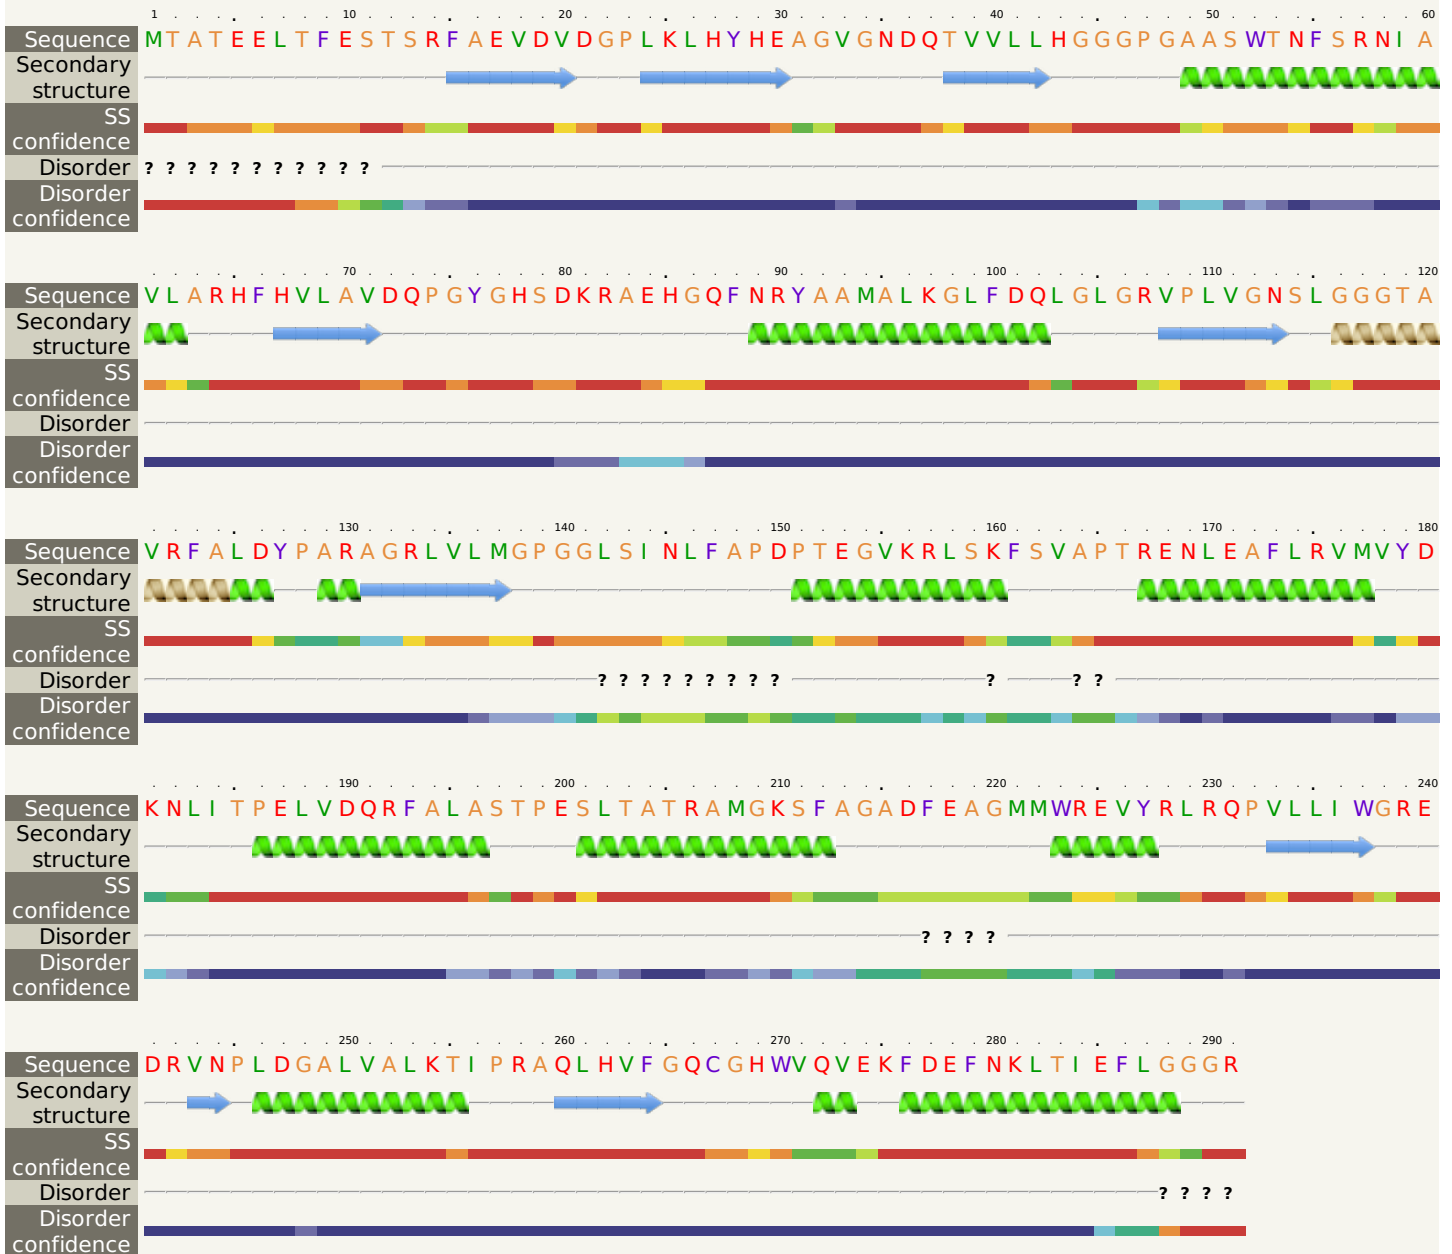 1 10 20 30 40 50 60
Sequence MTATEELTFESTSRFAEVDVDGPLKLHYHEAGVGNDQTVVLLHGGGPGAASWTNFSRNIA
Secondary
structure
SS
confidence
Disorder ? ? ? ? ? ? ? ? ? ? ?
Disorder
confidence
70 80 90 100 110 120
Sequence VLARHFHVLAVDQPGYGHSDKRAEHGQFNRYAAMALKGLFDQLGLGRVPLVGNSLGGGTA
Secondary
structure
SS
confidence
Disorder
Disorder
confidence
130 140 150 160 170 180
Sequence VRFALDYPARAGRLVLMGPGGLSINLFAPDPTEGVKRLSKFSVAPTRENLEAFLRVMVYD
Secondary
structure
SS
confidence
Disorder ? ? ? ? ? ? ? ? ? ? ? ?
Disorder
confidence
190 200 210 220 230 240
Sequence KNLITPELVDQRFALASTPESLTATRAMGKSFAGADFEAGMMWREVYRLRQPVLLIWGRE
Secondary
structure
SS
confidence
Disorder ? ? ? ?
Disorder
confidence
250 260 270 280 290
Sequence DRVNPLDGALVALKTIPRAQLHVFGQCGHWVQVEKFDEFNKLTIEFLGGGR
Secondary
structure
SS
confidence
Disorder ? ? ? ?
Disorder
confidence